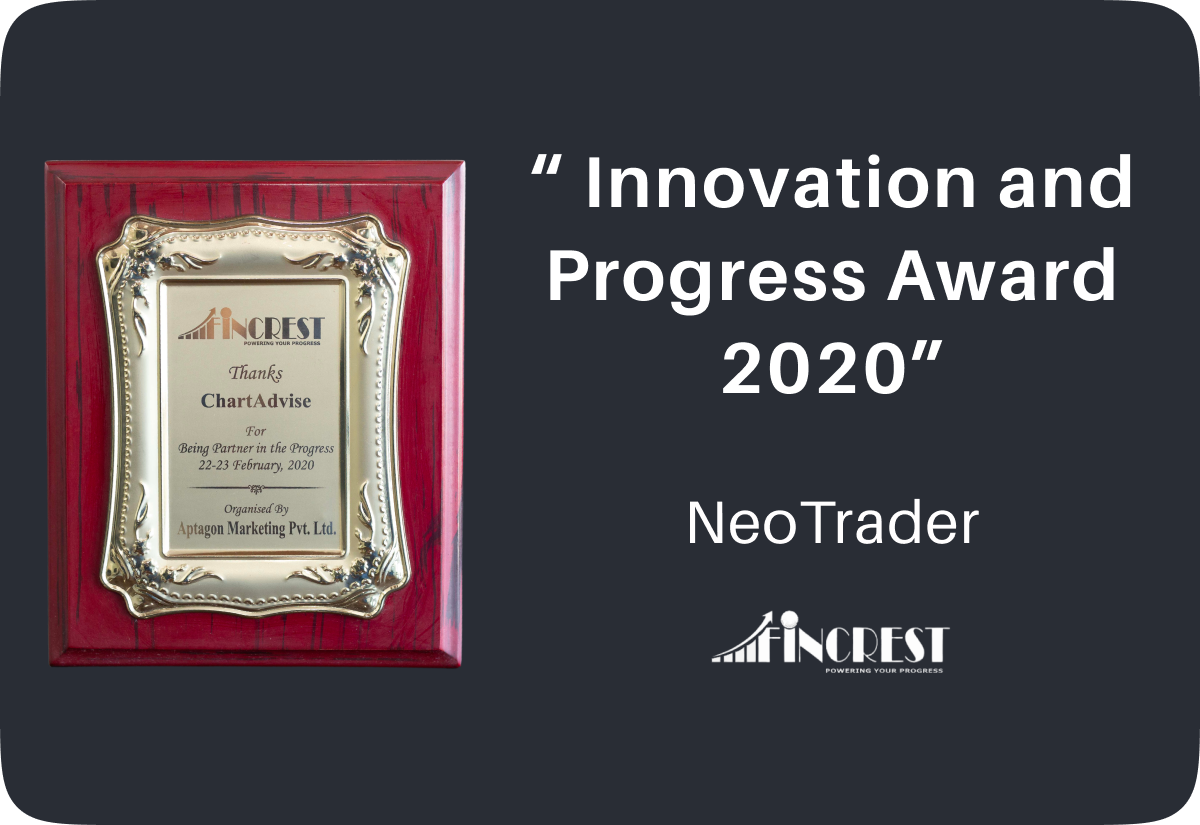 FINCREST
POWERING YOUR PROGRESS
Thanks
ChartAdvise
For
Being Partner in the Progress
22-23 February, 2020
Organised By
Aptagon Marketing Pvt. Ltd.
“ Innovation and
Progress Award
2020”
NeoTrader
FINCREST
POWERING YOUR PROGRESS